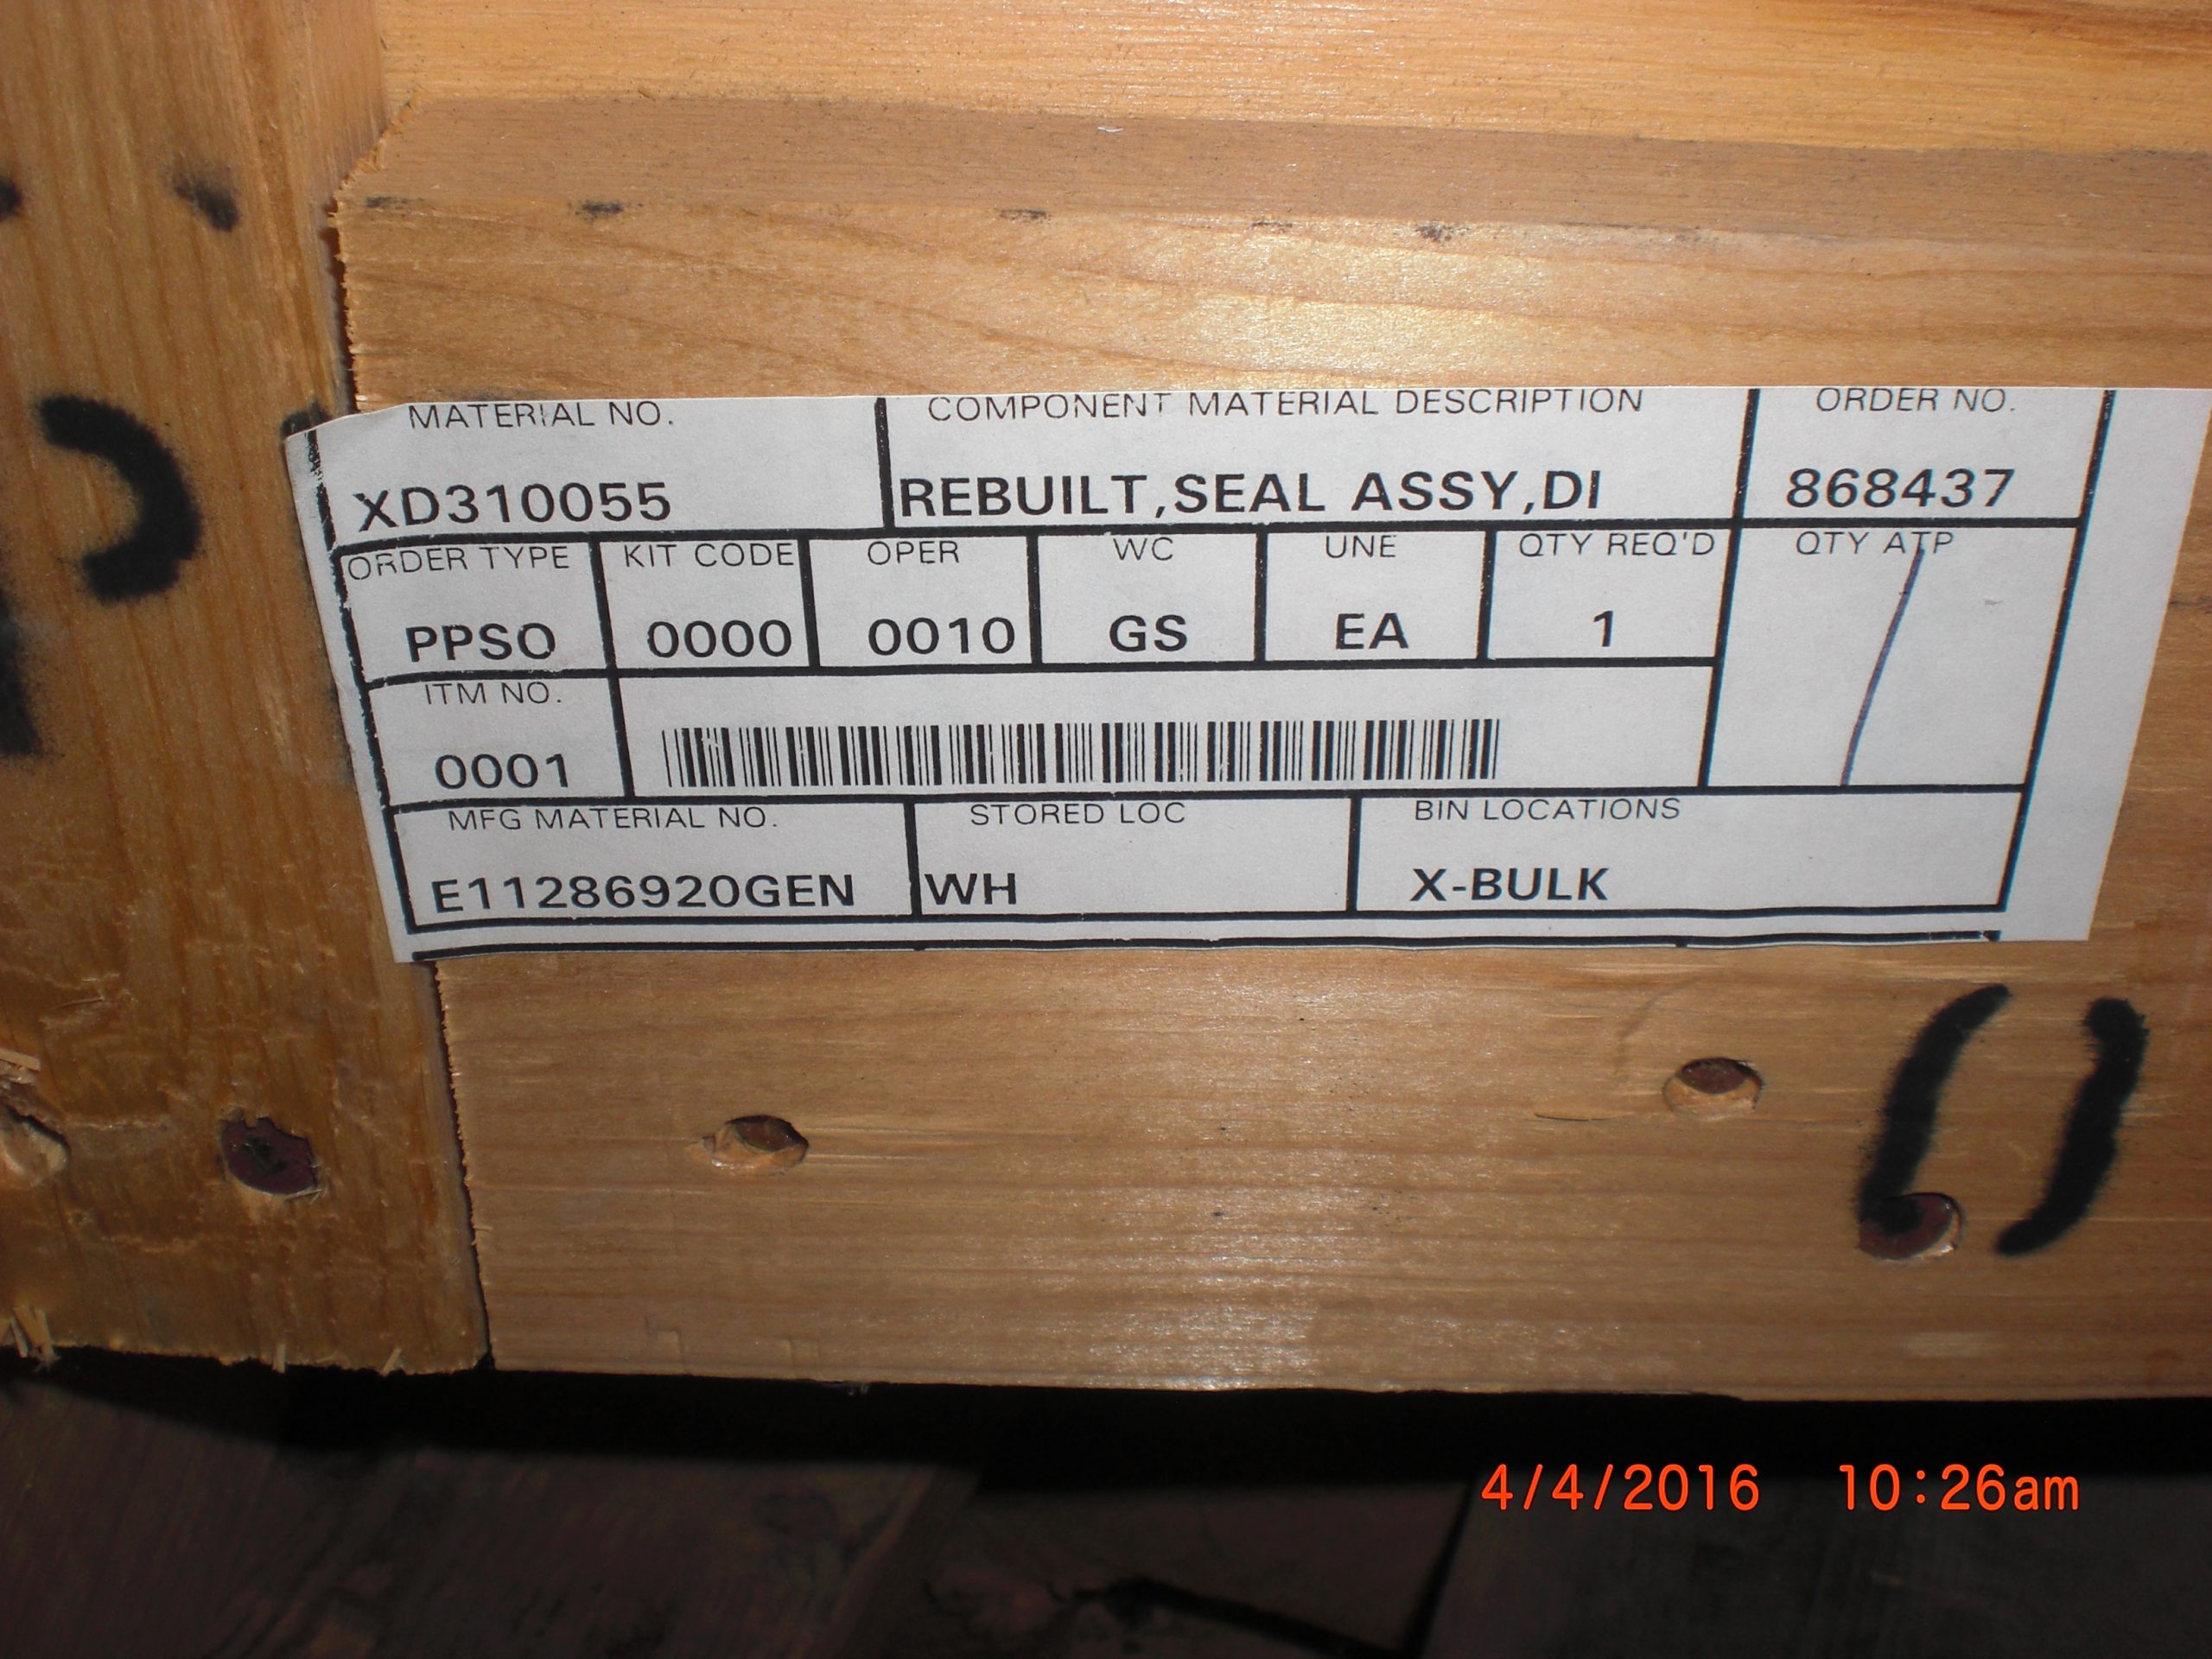 MATERIAL NO. COMPONENT MATERIAL DESCRIPTION ORDER NO.
XD310055 REBUILT,SEAL ASSY,DI 868437
ORDER TYPE KIT CODE OPER WC UNE QTY REQ'D QTY ATP
PPSO 0000 0010 GS EA 1
ITM NO.
0001
MFG MATERIAL NO. STORED LOC BIN LOCATIONS
E11286920GEN WH X-BULK
4/4/2016 10:26am